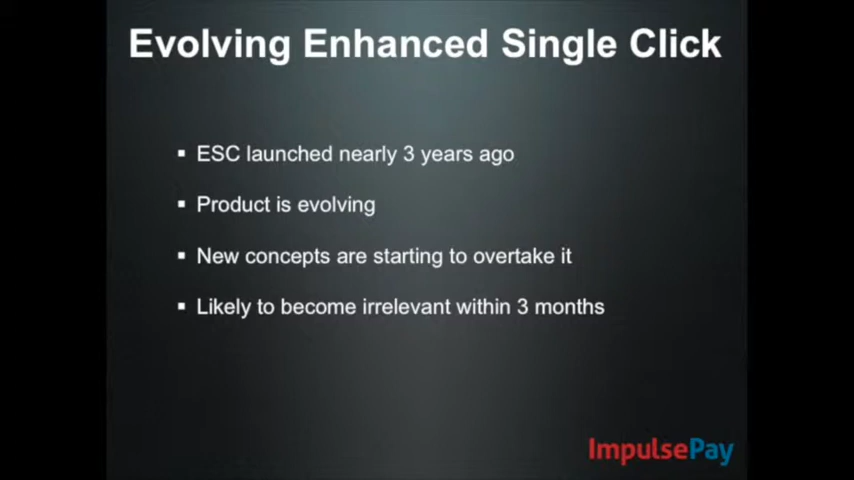 Evolving Enhanced Single Click
▪ ESC launched nearly 3 years ago
▪ Product is evolving
▪ New concepts are starting to overtake it
▪ Likely to become irrelevant within 3 months
ImpulsePay